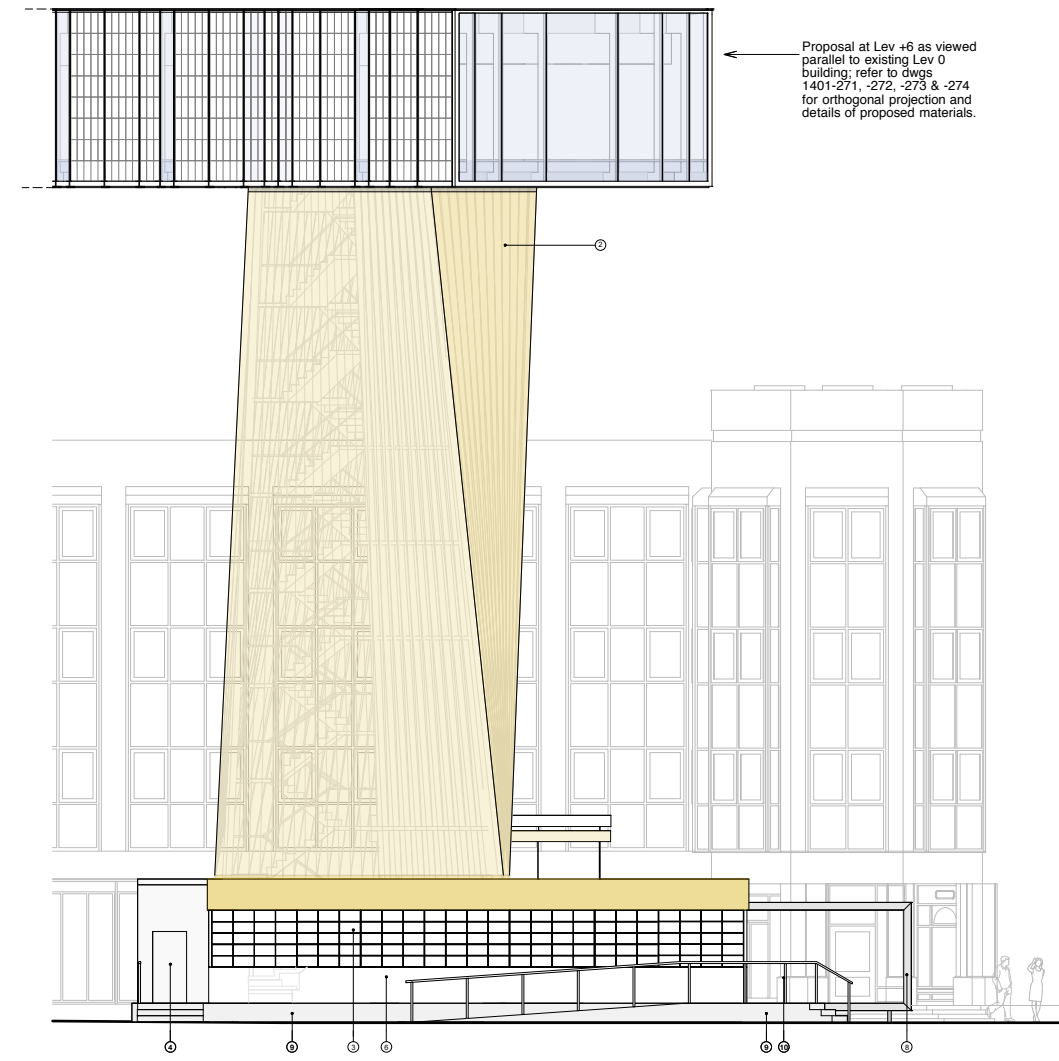 Proposal at Lev +6 as viewed
parallel to existing Lev 0
building; refer to dwgs
1401-271, -272, -273 & -274
for orthogonal projection and
details of proposed materials.
2
4 9 3 6 9 10 8